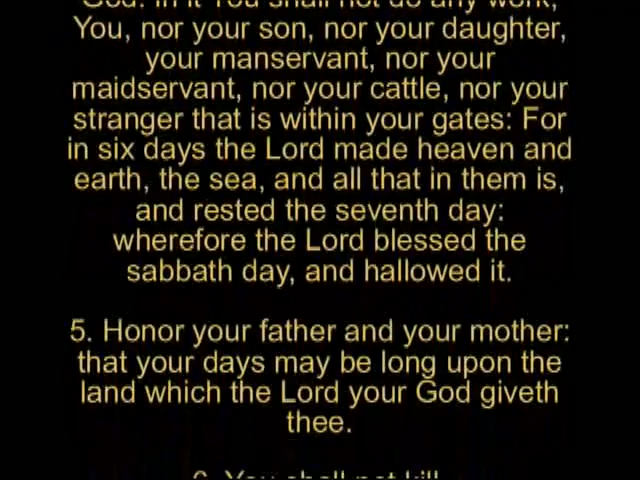 God: in it You shall not do any work,
You, nor your son, nor your daughter,
your manservant, nor your
maidservant, nor your cattle, nor your
stranger that is within your gates: For
in six days the Lord made heaven and
earth, the sea, and all that in them is,
and rested the seventh day:
wherefore the Lord blessed the
sabbath day, and hallowed it.
5. Honor your father and your mother:
that your days may be long upon the
land which the Lord your God giveth
thee.
6. You shall not kill